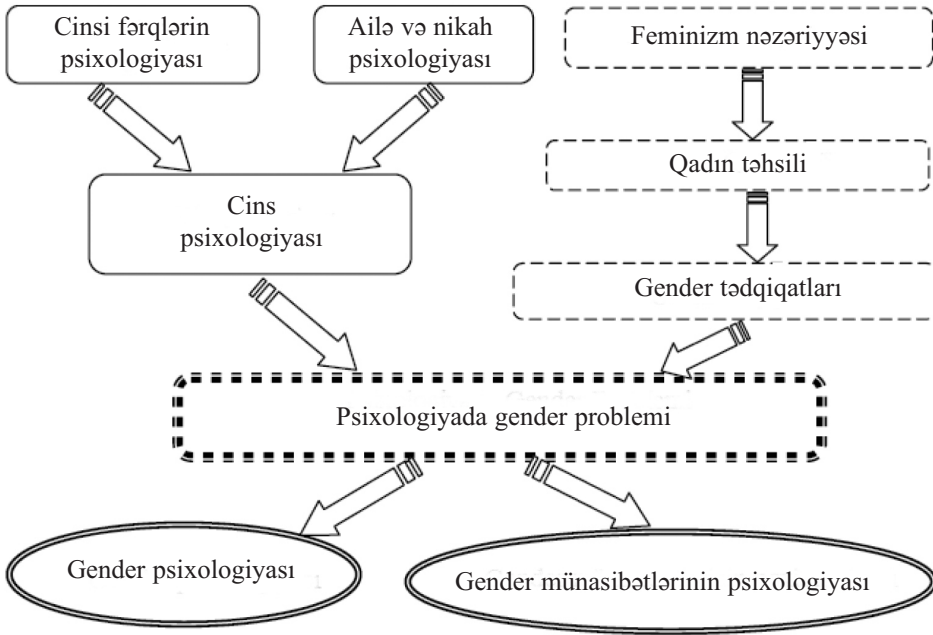 Cinsi fərqlərin
psixologiyası
Ailə və nikah
psixologiyası
Feminizm nəzəriyyəsi
Qadın təhsili
Cins
psixologiyası
Gender tədqiqatları
Psixologiyada gender problemi
Gender psixologiyası
Gender münasibətlərinin psixologiyası